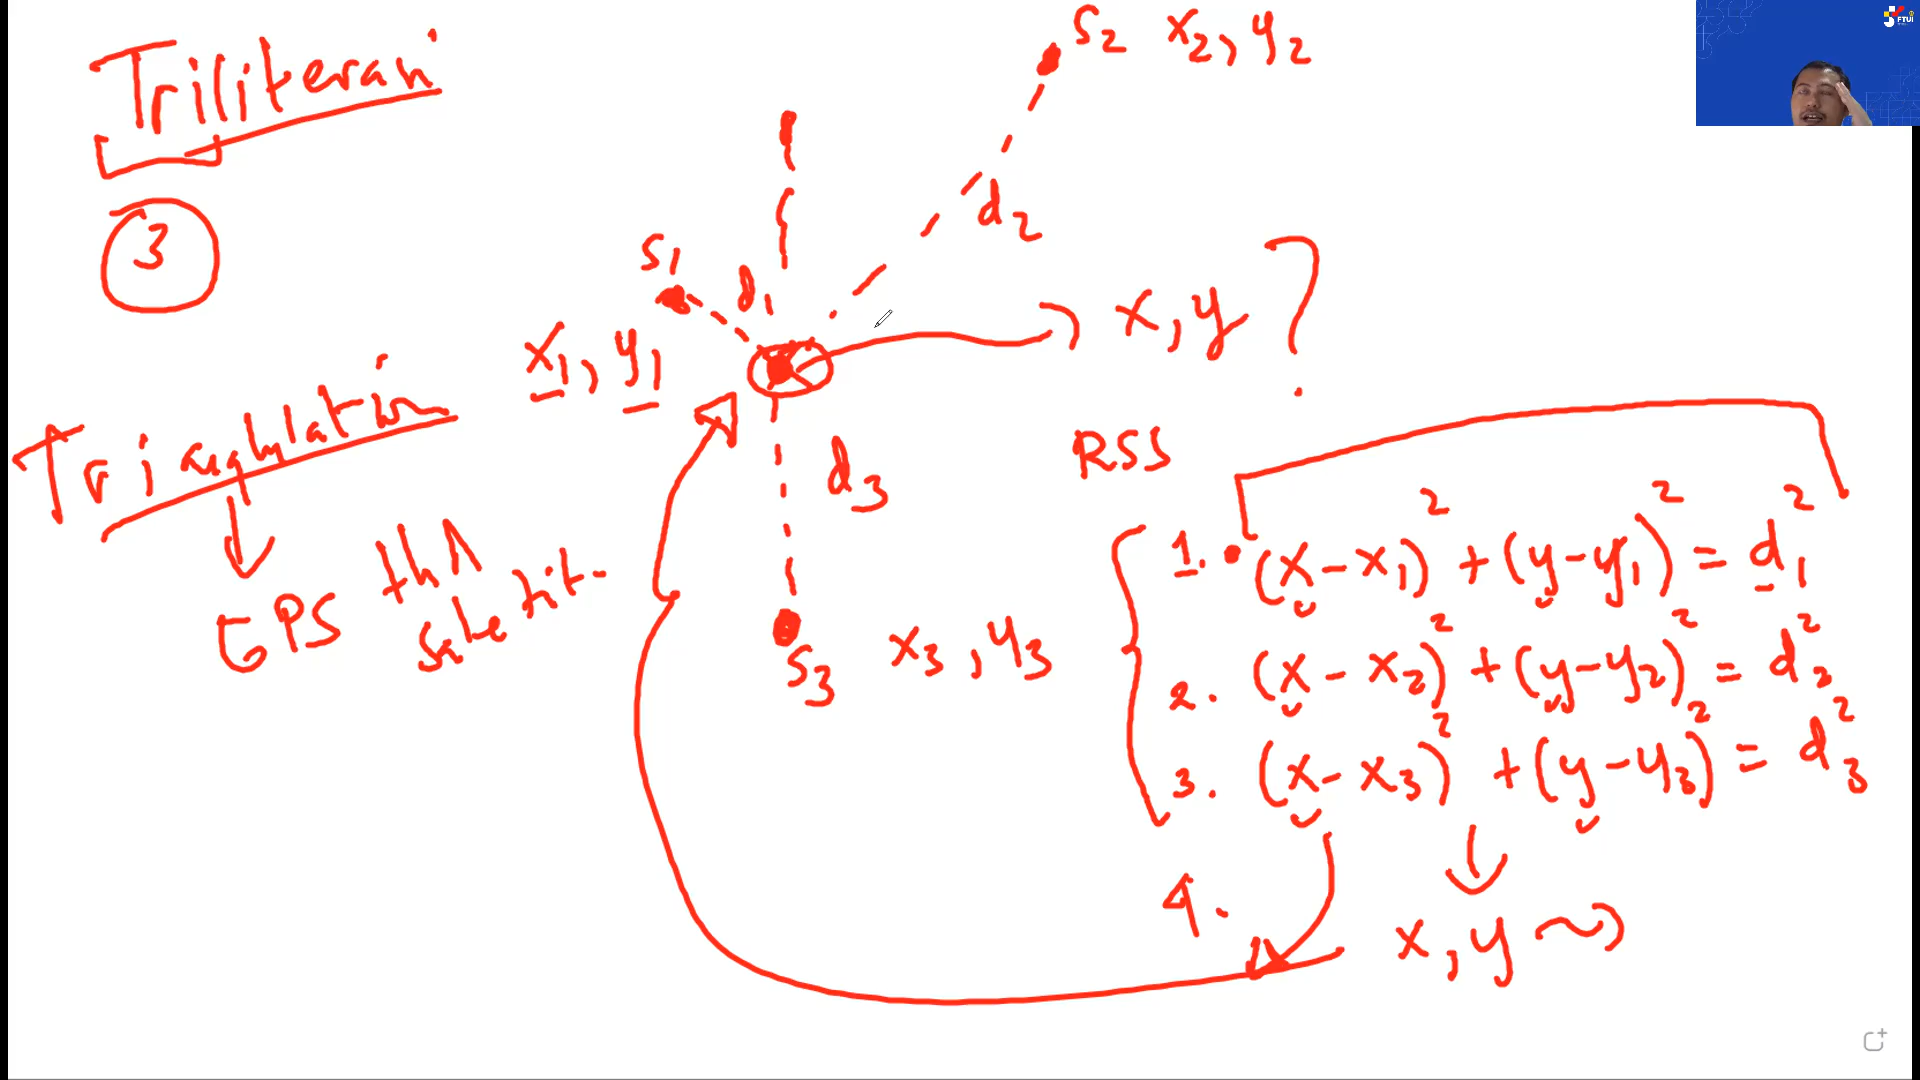 Triliterasi
3
S2 x2, y2
d2
S1
d1
x1, y1
x, y ?
Triangulation
GPS
d3
S3 x3, y3
RSS
1. (x - x1)² + (y - y1)² = d1²
2. (x - x2)² + (y - y2)² = d2²
3. (x - x3)² + (y - y3)² = d3²
4.
x, y
FTUI